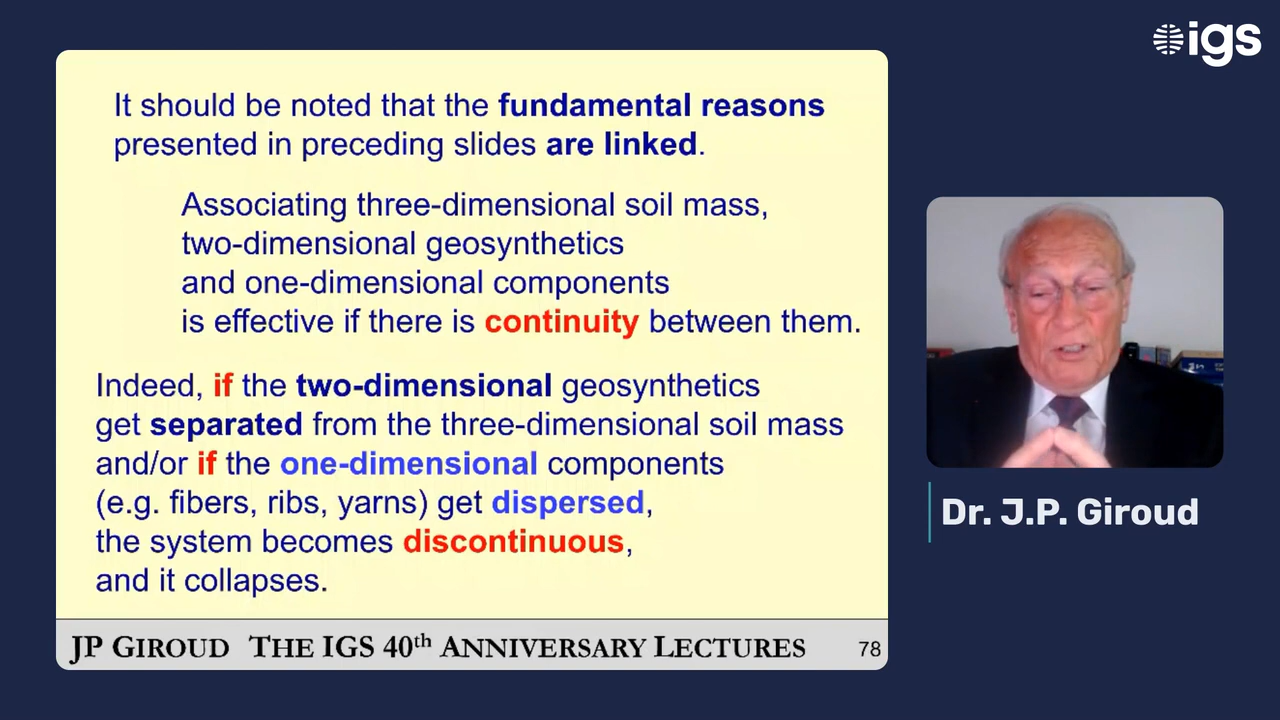 igs
It should be noted that the fundamental reasons
presented in preceding slides are linked.
Associating three-dimensional soil mass,
two-dimensional geosynthetics
and one-dimensional components
is effective if there is continuity between them.
Indeed, if the two-dimensional geosynthetics
get separated from the three-dimensional soil mass
and/or if the one-dimensional components
(e.g. fibers, ribs, yarns) get dispersed,
the system becomes discontinuous,
and it collapses.
JP GIROUD THE IGS 40th ANNIVERSARY LECTURES 78
Dr. J.P. Giroud